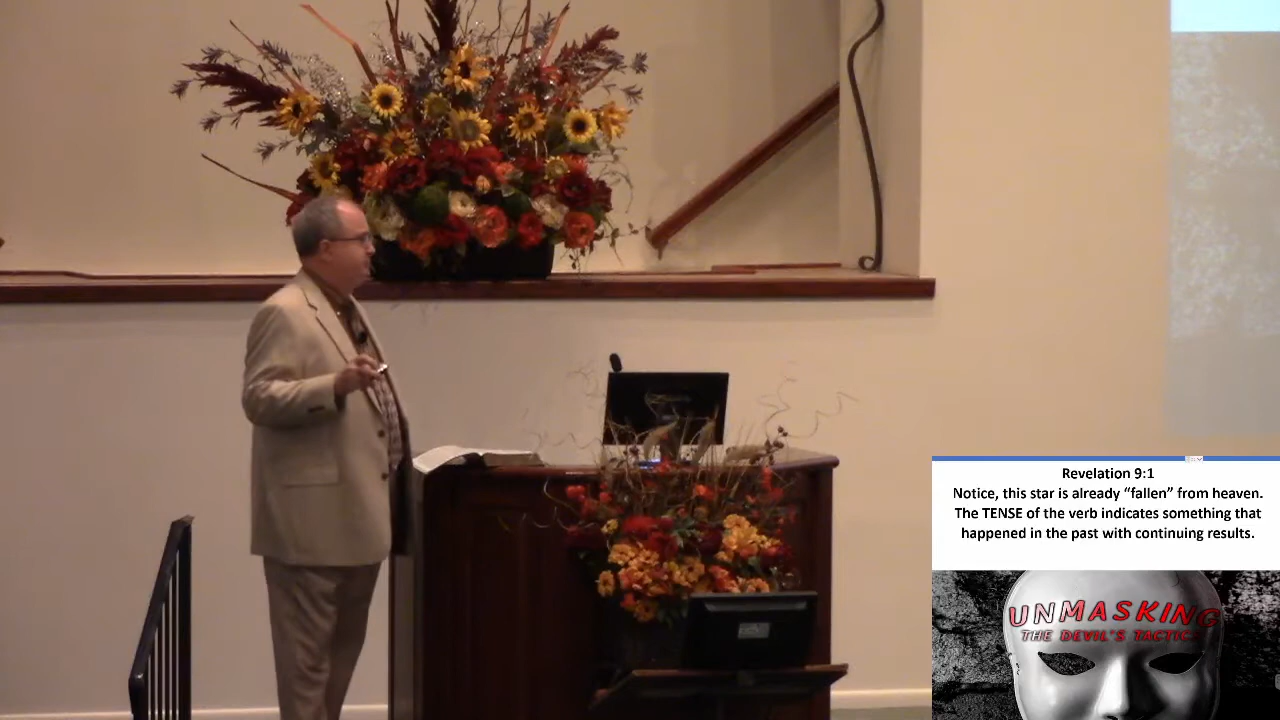 Revelation 9:1
Notice, this star is already “fallen” from heaven.
The TENSE of the verb indicates something that
happened in the past with continuing results.
UNMASKING
THE DEVIL'S TACTICS